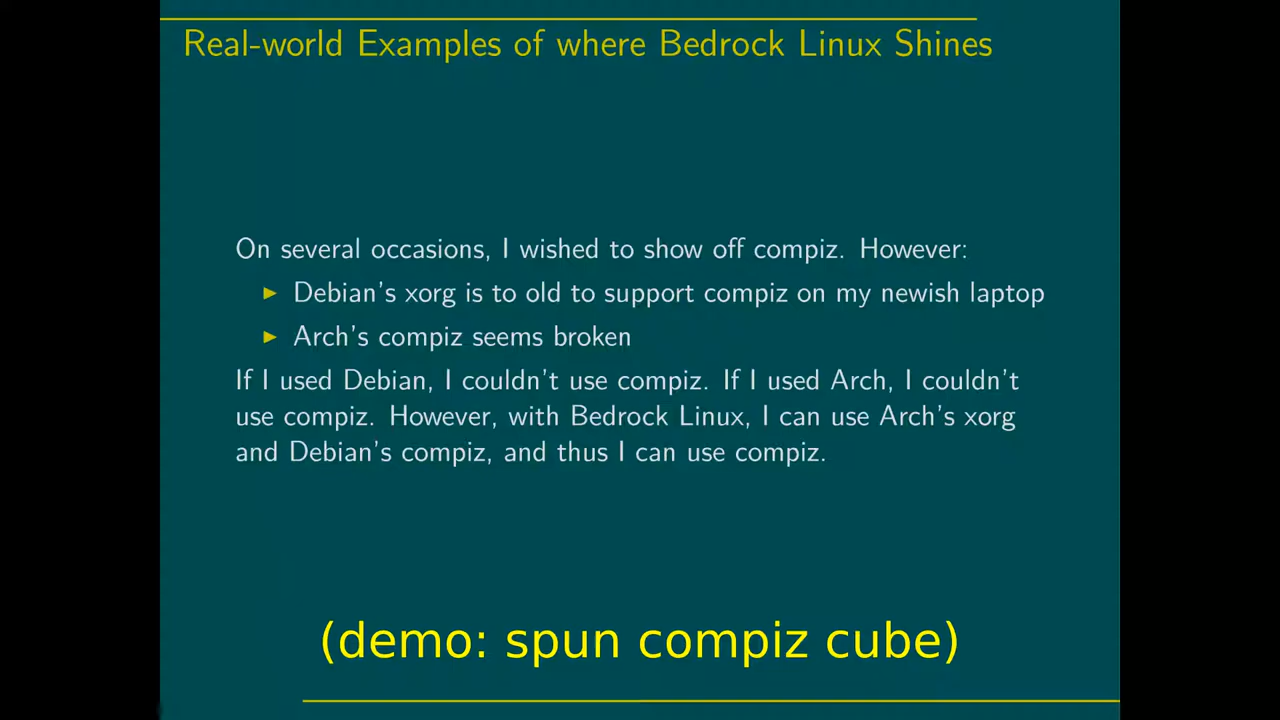 Real-world Examples of where Bedrock Linux Shines
On several occasions, I wished to show off compiz. However:
▶ Debian's xorg is to old to support compiz on my newish laptop
▶ Arch's compiz seems broken
If I used Debian, I couldn't use compiz. If I used Arch, I couldn't
use compiz. However, with Bedrock Linux, I can use Arch's xorg
and Debian's compiz, and thus I can use compiz.
(demo: spun compiz cube)